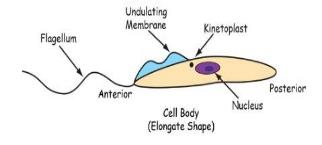 Undulating
Membrane
Kinetoplast
Flagellum
Anterior
Posterior
Nucleus
Cell Body
(Elongate Shape)